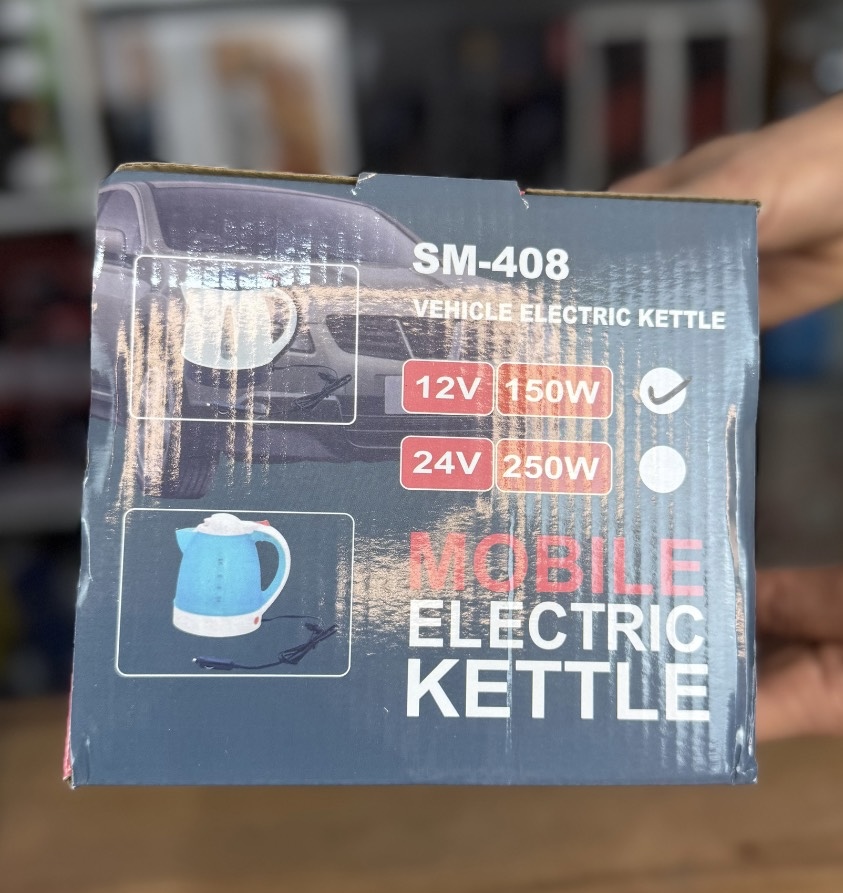 SM-408
VEHICLE ELECTRIC KETTLE
12V 150W
24V 250W
MOBILE
ELECTRIC
KETTLE